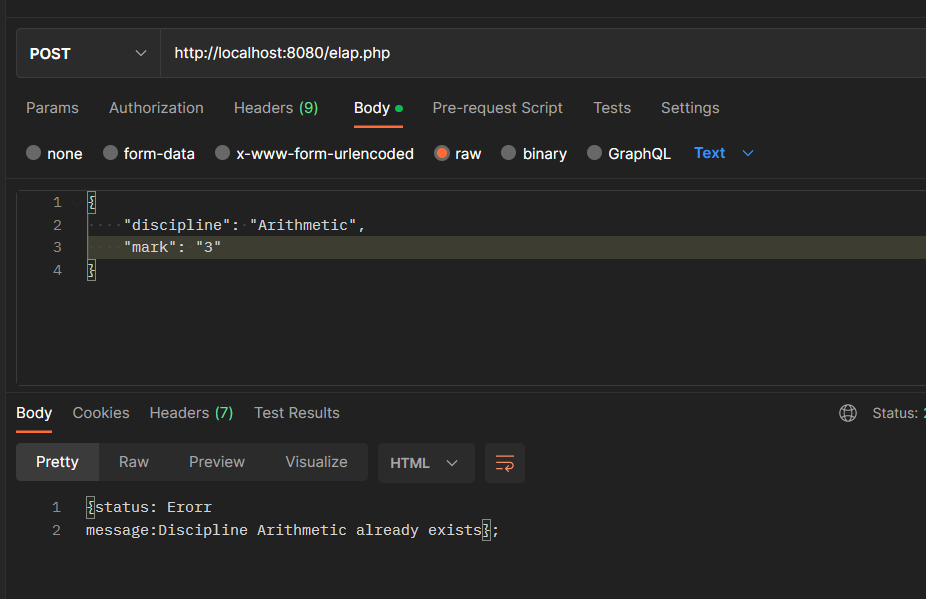 POST http://localhost:8080/elap.php
Params Authorization Headers (9) Body Pre-request Script Tests Settings
none form-data x-www-form-urlencoded raw binary GraphQL Text
1 {
2 "discipline": "Arithmetic",
3 "mark": "3"
4 }
Body Cookies Headers (7) Test Results Status:
Pretty Raw Preview Visualize HTML
1 {status: Erorr
2 message:Discipline Arithmetic already exists};